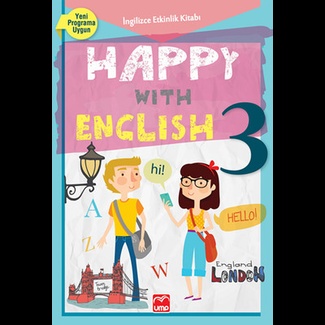 Yeni
Programa
Uygun
İngilizce Etkinlik Kitabı
HAPPY
WITH
ENGLISH 3
hi!
HELLO!
A
Z
W
England
LONDON
ump